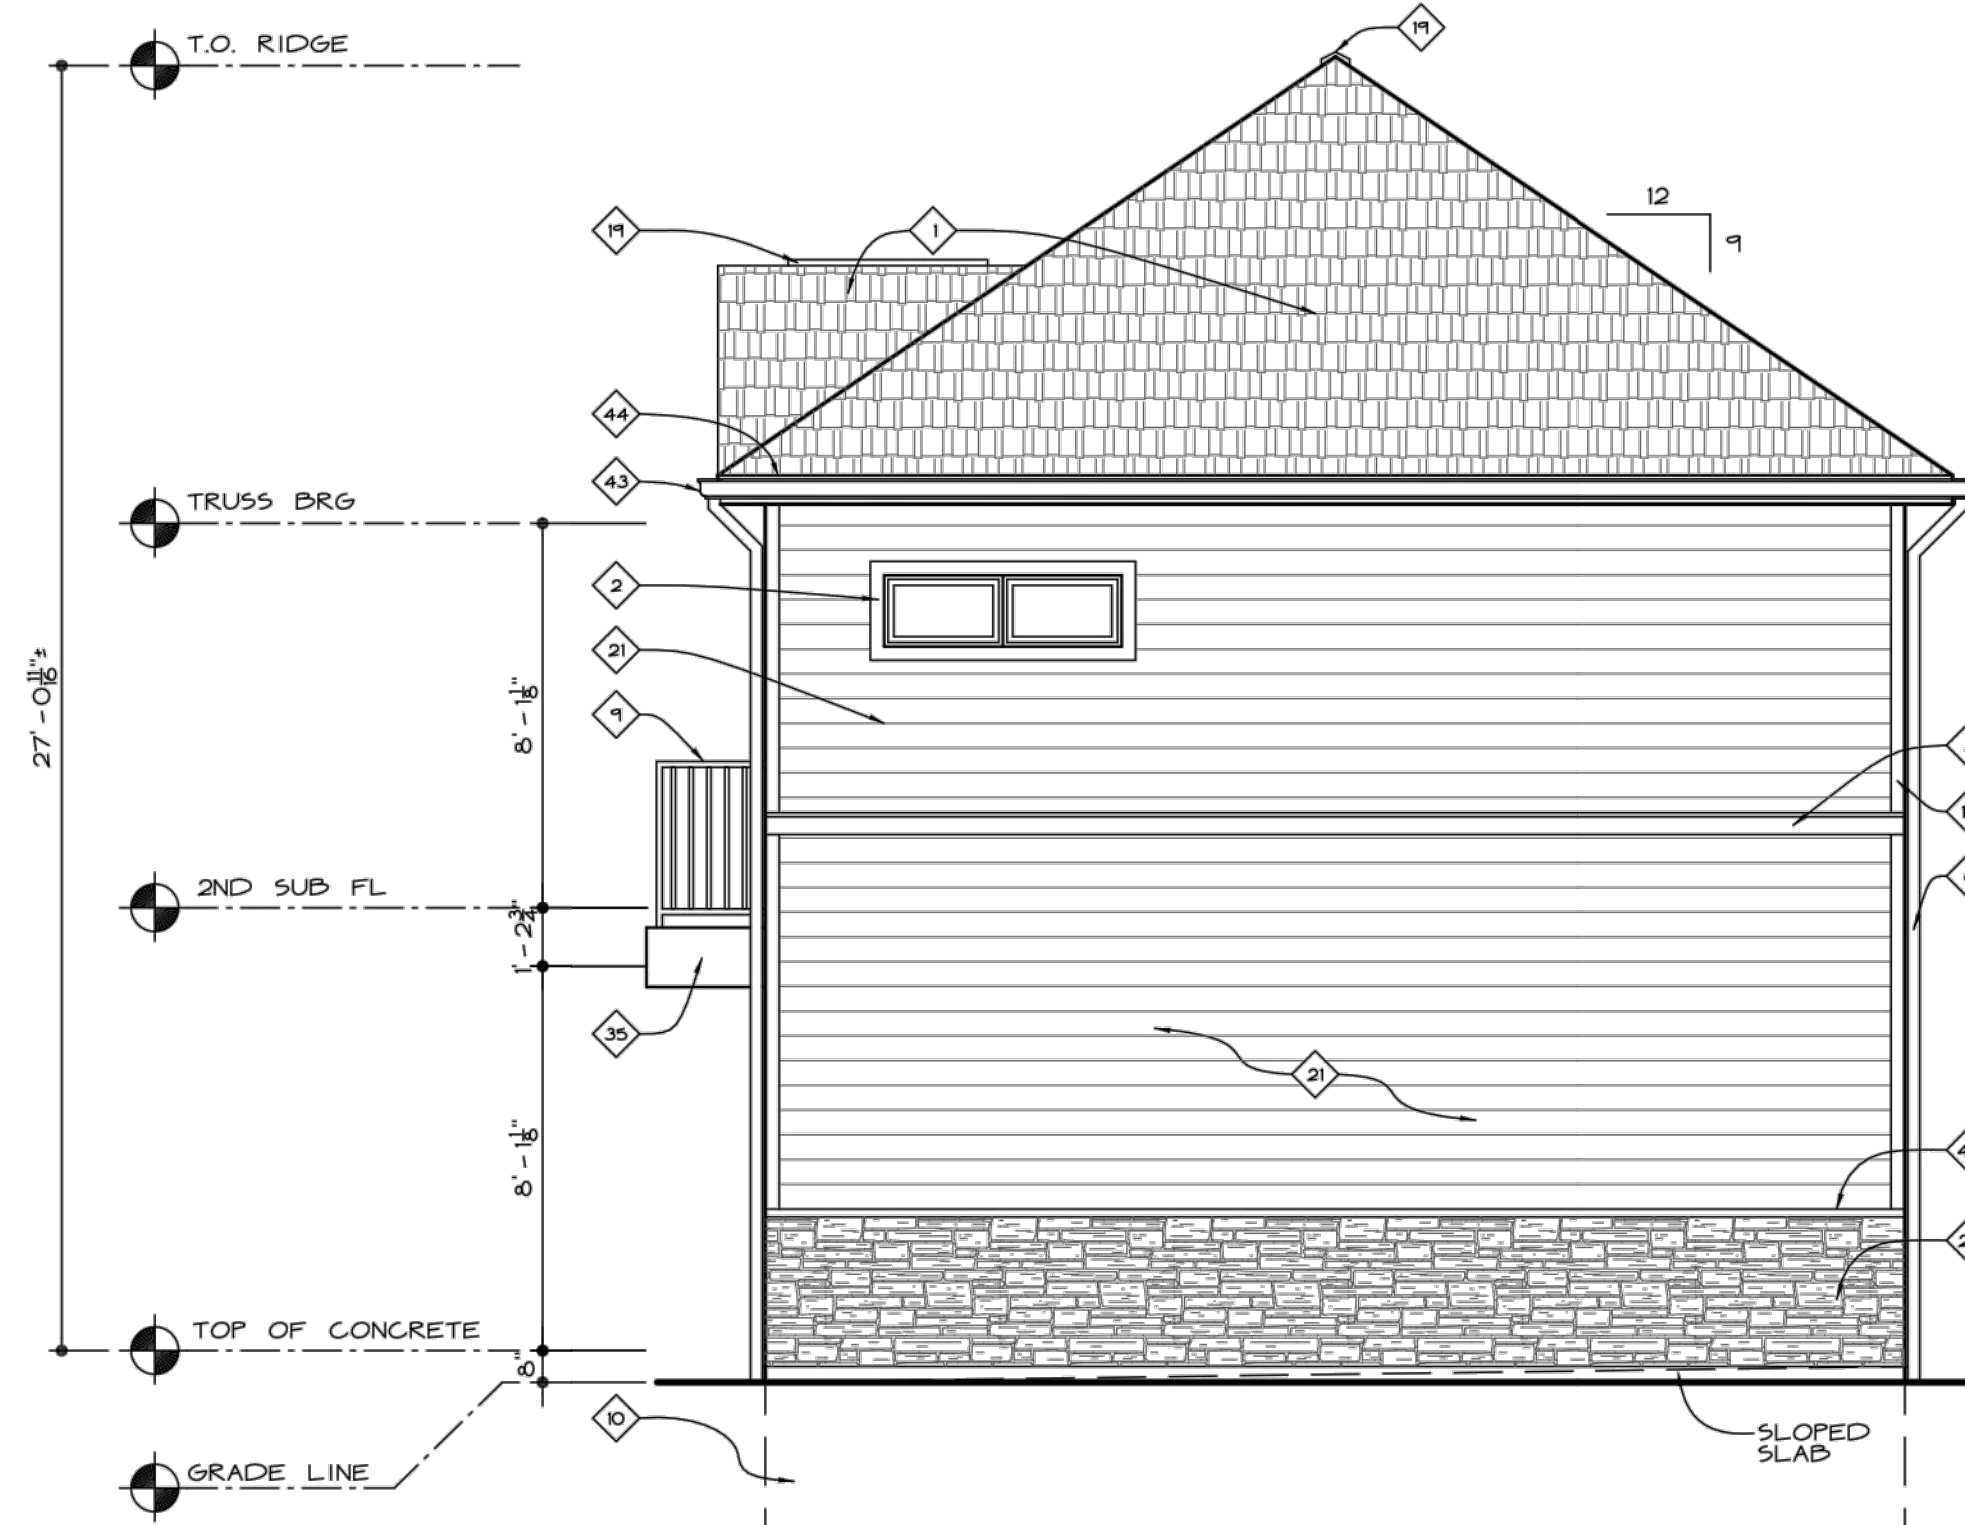 T.O. RIDGE
19
12
9
19
1
44
43
TRUSS BRG
2
21
27' - 0 11/16" ±
8' - 1 1/8"
9
2ND SUB FL
1' - 2 3/4"
35
21
8' - 1 1/8"
TOP OF CONCRETE
8"
10
SLOPED
SLAB
GRADE LINE